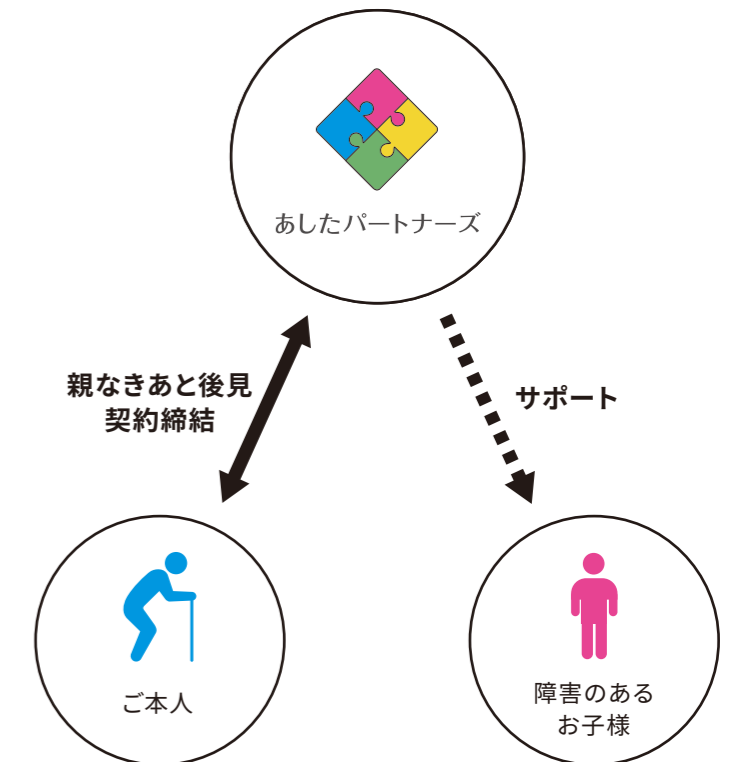 あしたパートナーズ
親なきあと後見
契約締結
サポート
ご本人
障害のある
お子様